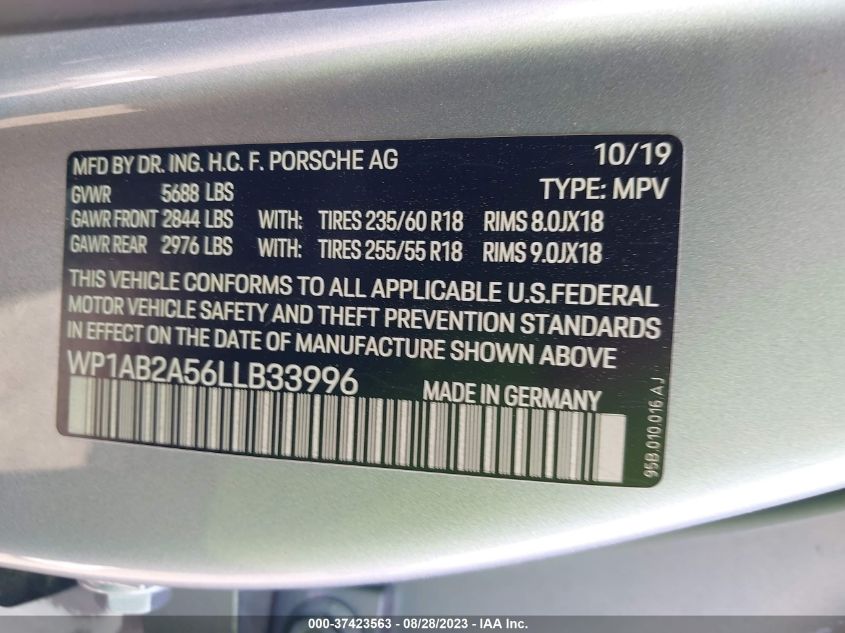 MFD BY DR. ING. H.C. F. PORSCHE AG 10/19
GVWR 5688 LBS TYPE: MPV
GAWR FRONT 2844 LBS WITH: TIRES 235/60 R18 RIMS 8.0JX18
GAWR REAR 2976 LBS WITH: TIRES 255/55 R18 RIMS 9.0JX18
THIS VEHICLE CONFORMS TO ALL APPLICABLE U.S.FEDERAL
MOTOR VEHICLE SAFETY AND THEFT PREVENTION STANDARDS
IN EFFECT ON THE DATE OF MANUFACTURE SHOWN ABOVE
WP1AB2A56LLB33996
MADE IN GERMANY
95B.010.016 AJ
000-37423563 - 08/28/2023 - IAA Inc.